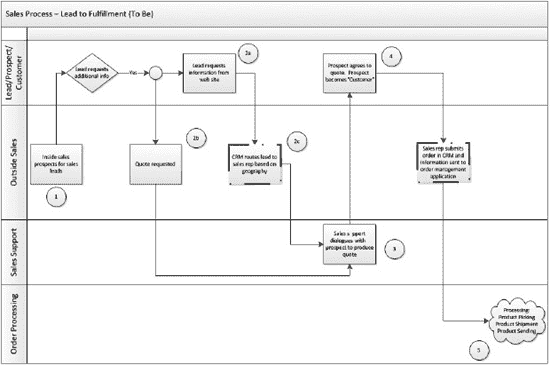 Sales Process – Lead to Fulfillment (To Be)
Lead/Prospect/
Customer
Lead requests
additional info
Yes
Lead requests
information from
web site
2a
Prospect agrees to
quote. Prospect
becomes "Customer"
4
Outside Sales
Inside sales
prospects for sales
leads
1
2b
Quote requested
CRM routes lead to
sales rep based on
geography
2c
Sales rep submits
order in CRM and
information sent to
order management
application
Sales Support
Sales support
dialogues with
prospect to produce
quote
3
Order Processing
Processing:
Product Picking
Product Shipment
Product Sending
5